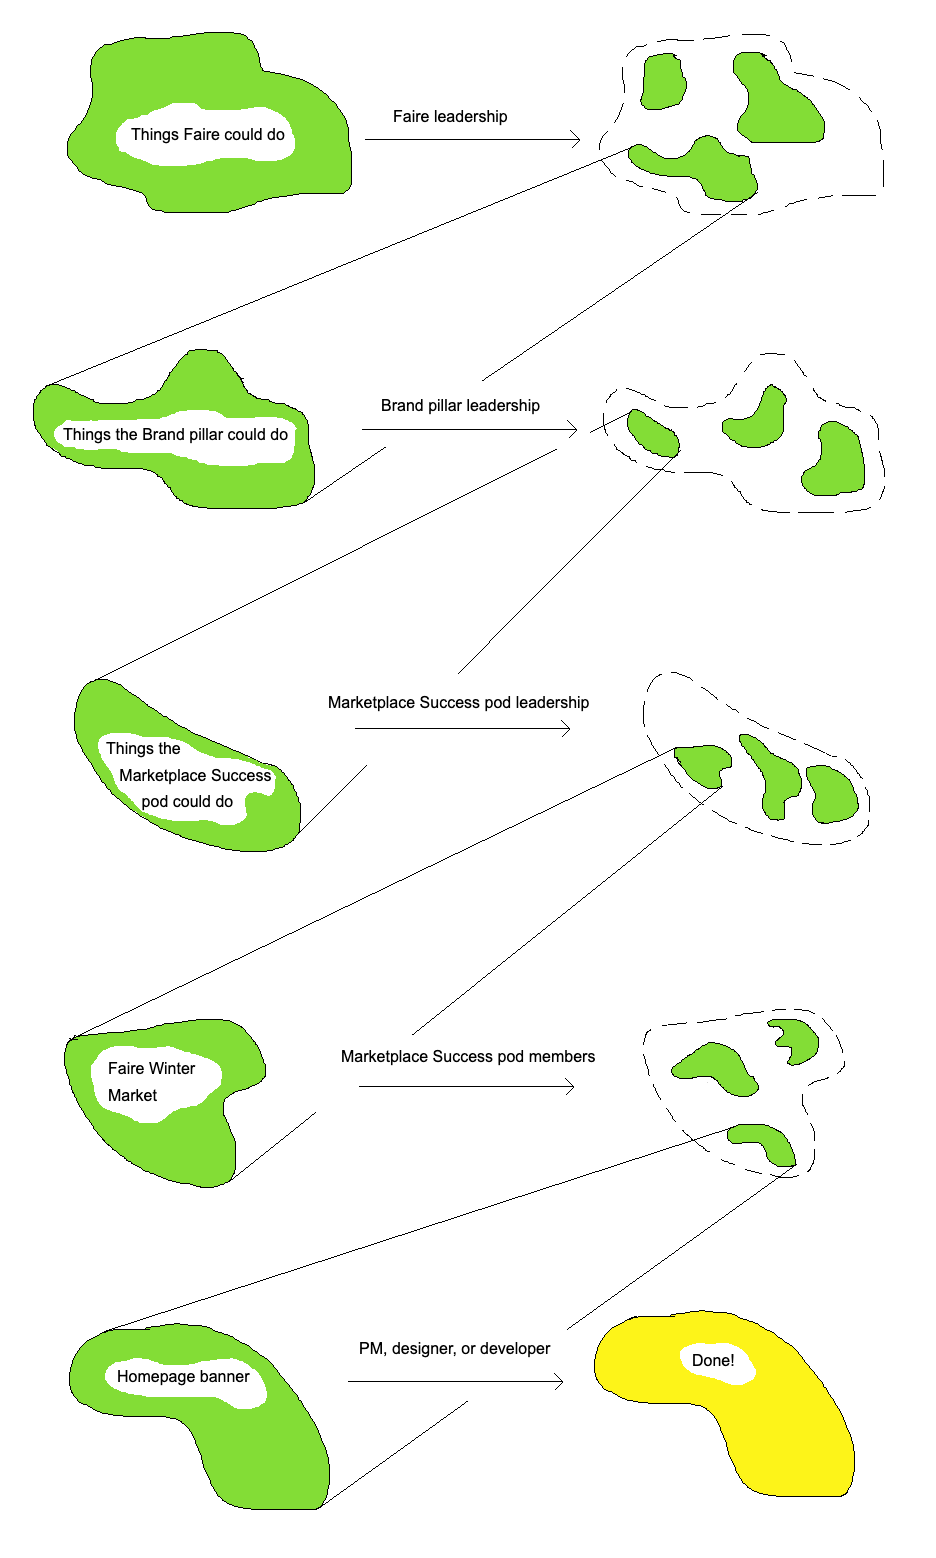 Things Faire could do
Faire leadership
Things the Brand pillar could do
Brand pillar leadership
Things the
Marketplace Success
pod could do
Marketplace Success pod leadership
Faire Winter
Market
Marketplace Success pod members
Homepage banner
PM, designer, or developer
Done!